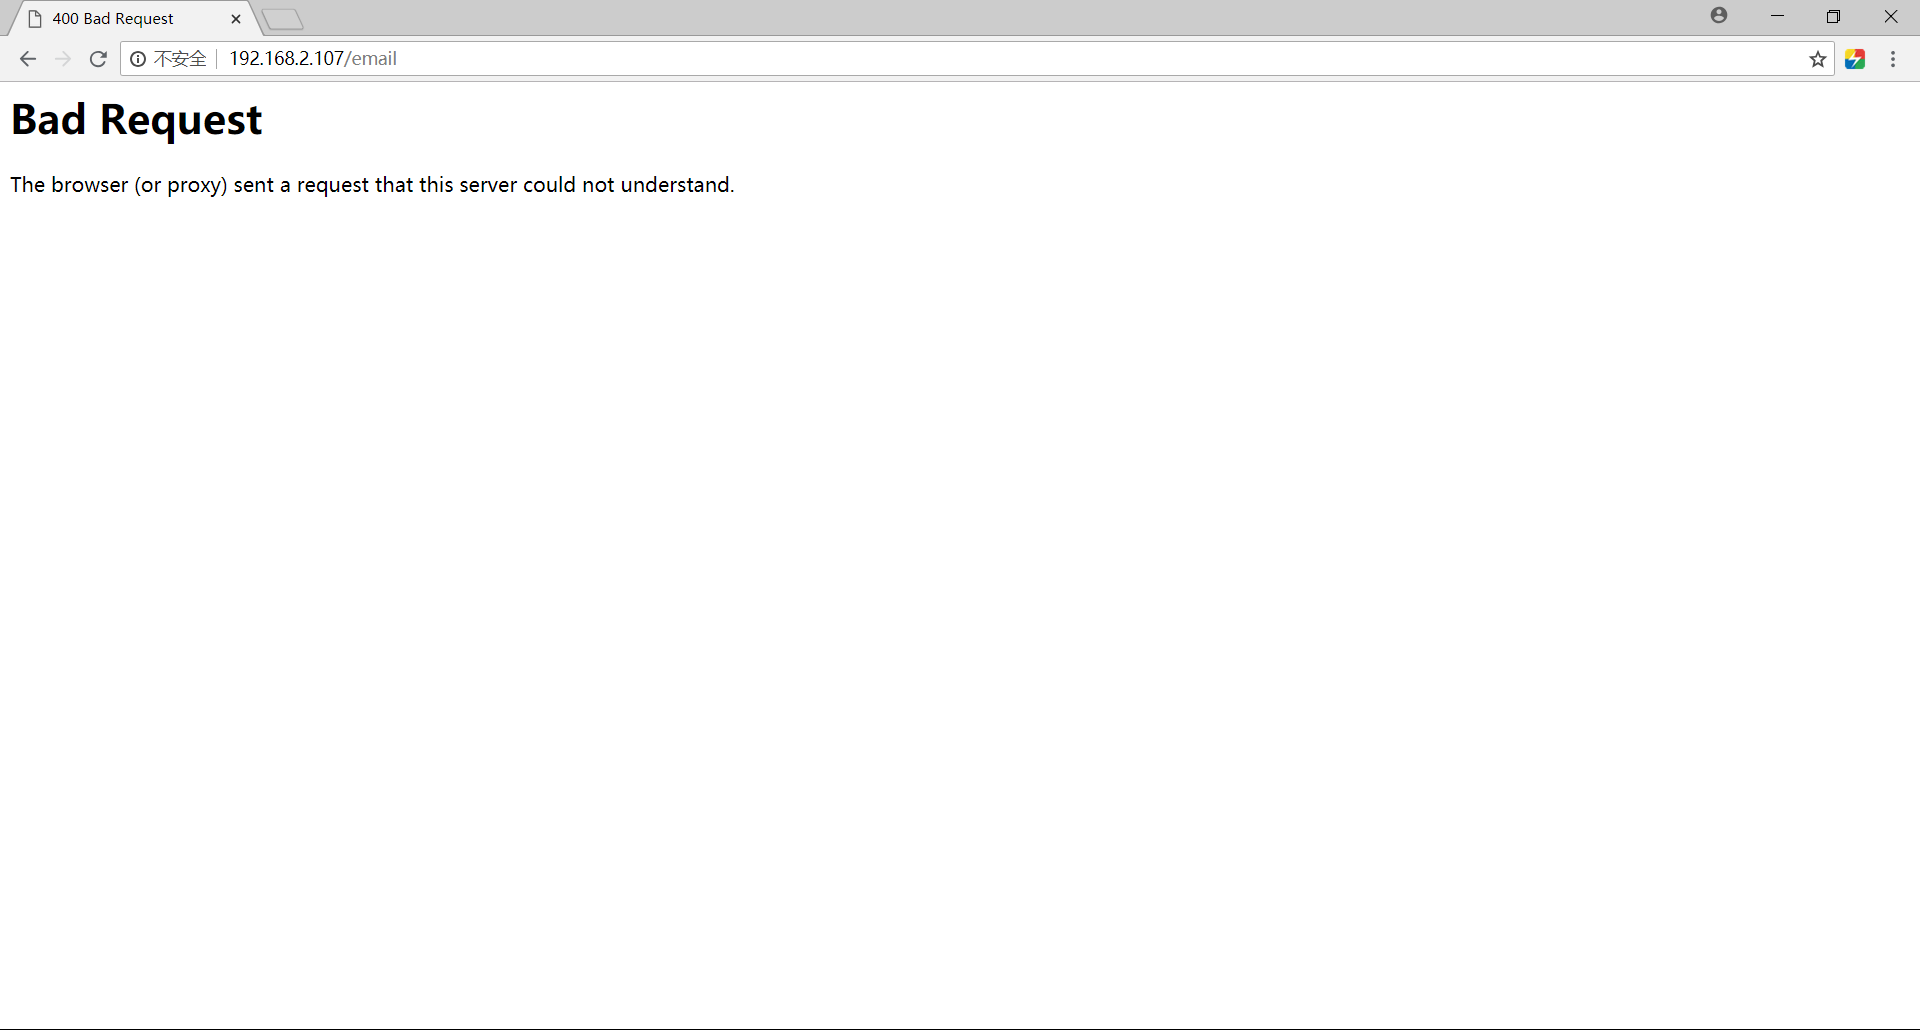 400 Bad Request
不安全 192.168.2.107/email
Bad Request
The browser (or proxy) sent a request that this server could not understand.